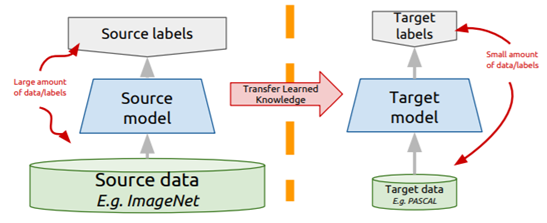 Source labels
Large amount
of data/labels
Source
model
Source data
E.g. ImageNet
Transfer Learned
Knowledge
Target
labels
Small amount
of data/labels
Target
model
Target data
E.g. PASCAL